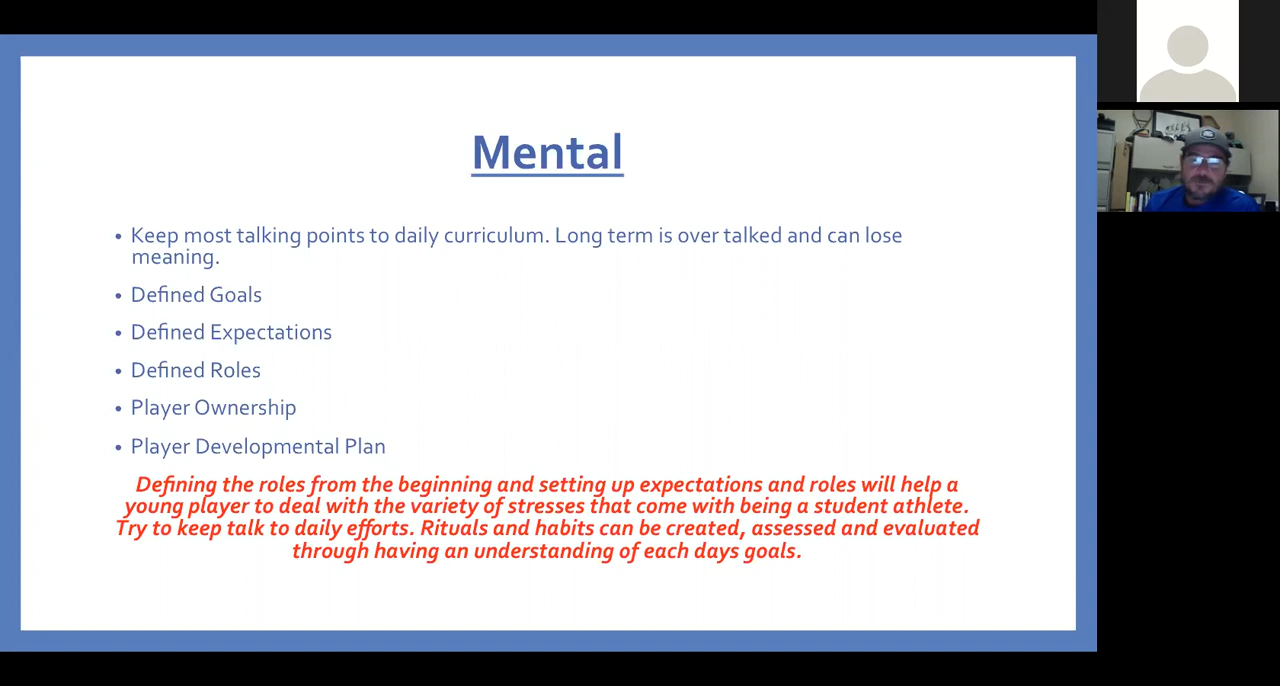 Mental
• Keep most talking points to daily curriculum. Long term is over talked and can lose
meaning.
• Defined Goals
• Defined Expectations
• Defined Roles
• Player Ownership
• Player Developmental Plan
Defining the roles from the beginning and setting up expectations and roles will help a
young player to deal with the variety of stresses that come with being a student athlete.
Try to keep talk to daily efforts. Rituals and habits can be created, assessed and evaluated
through having an understanding of each days goals.